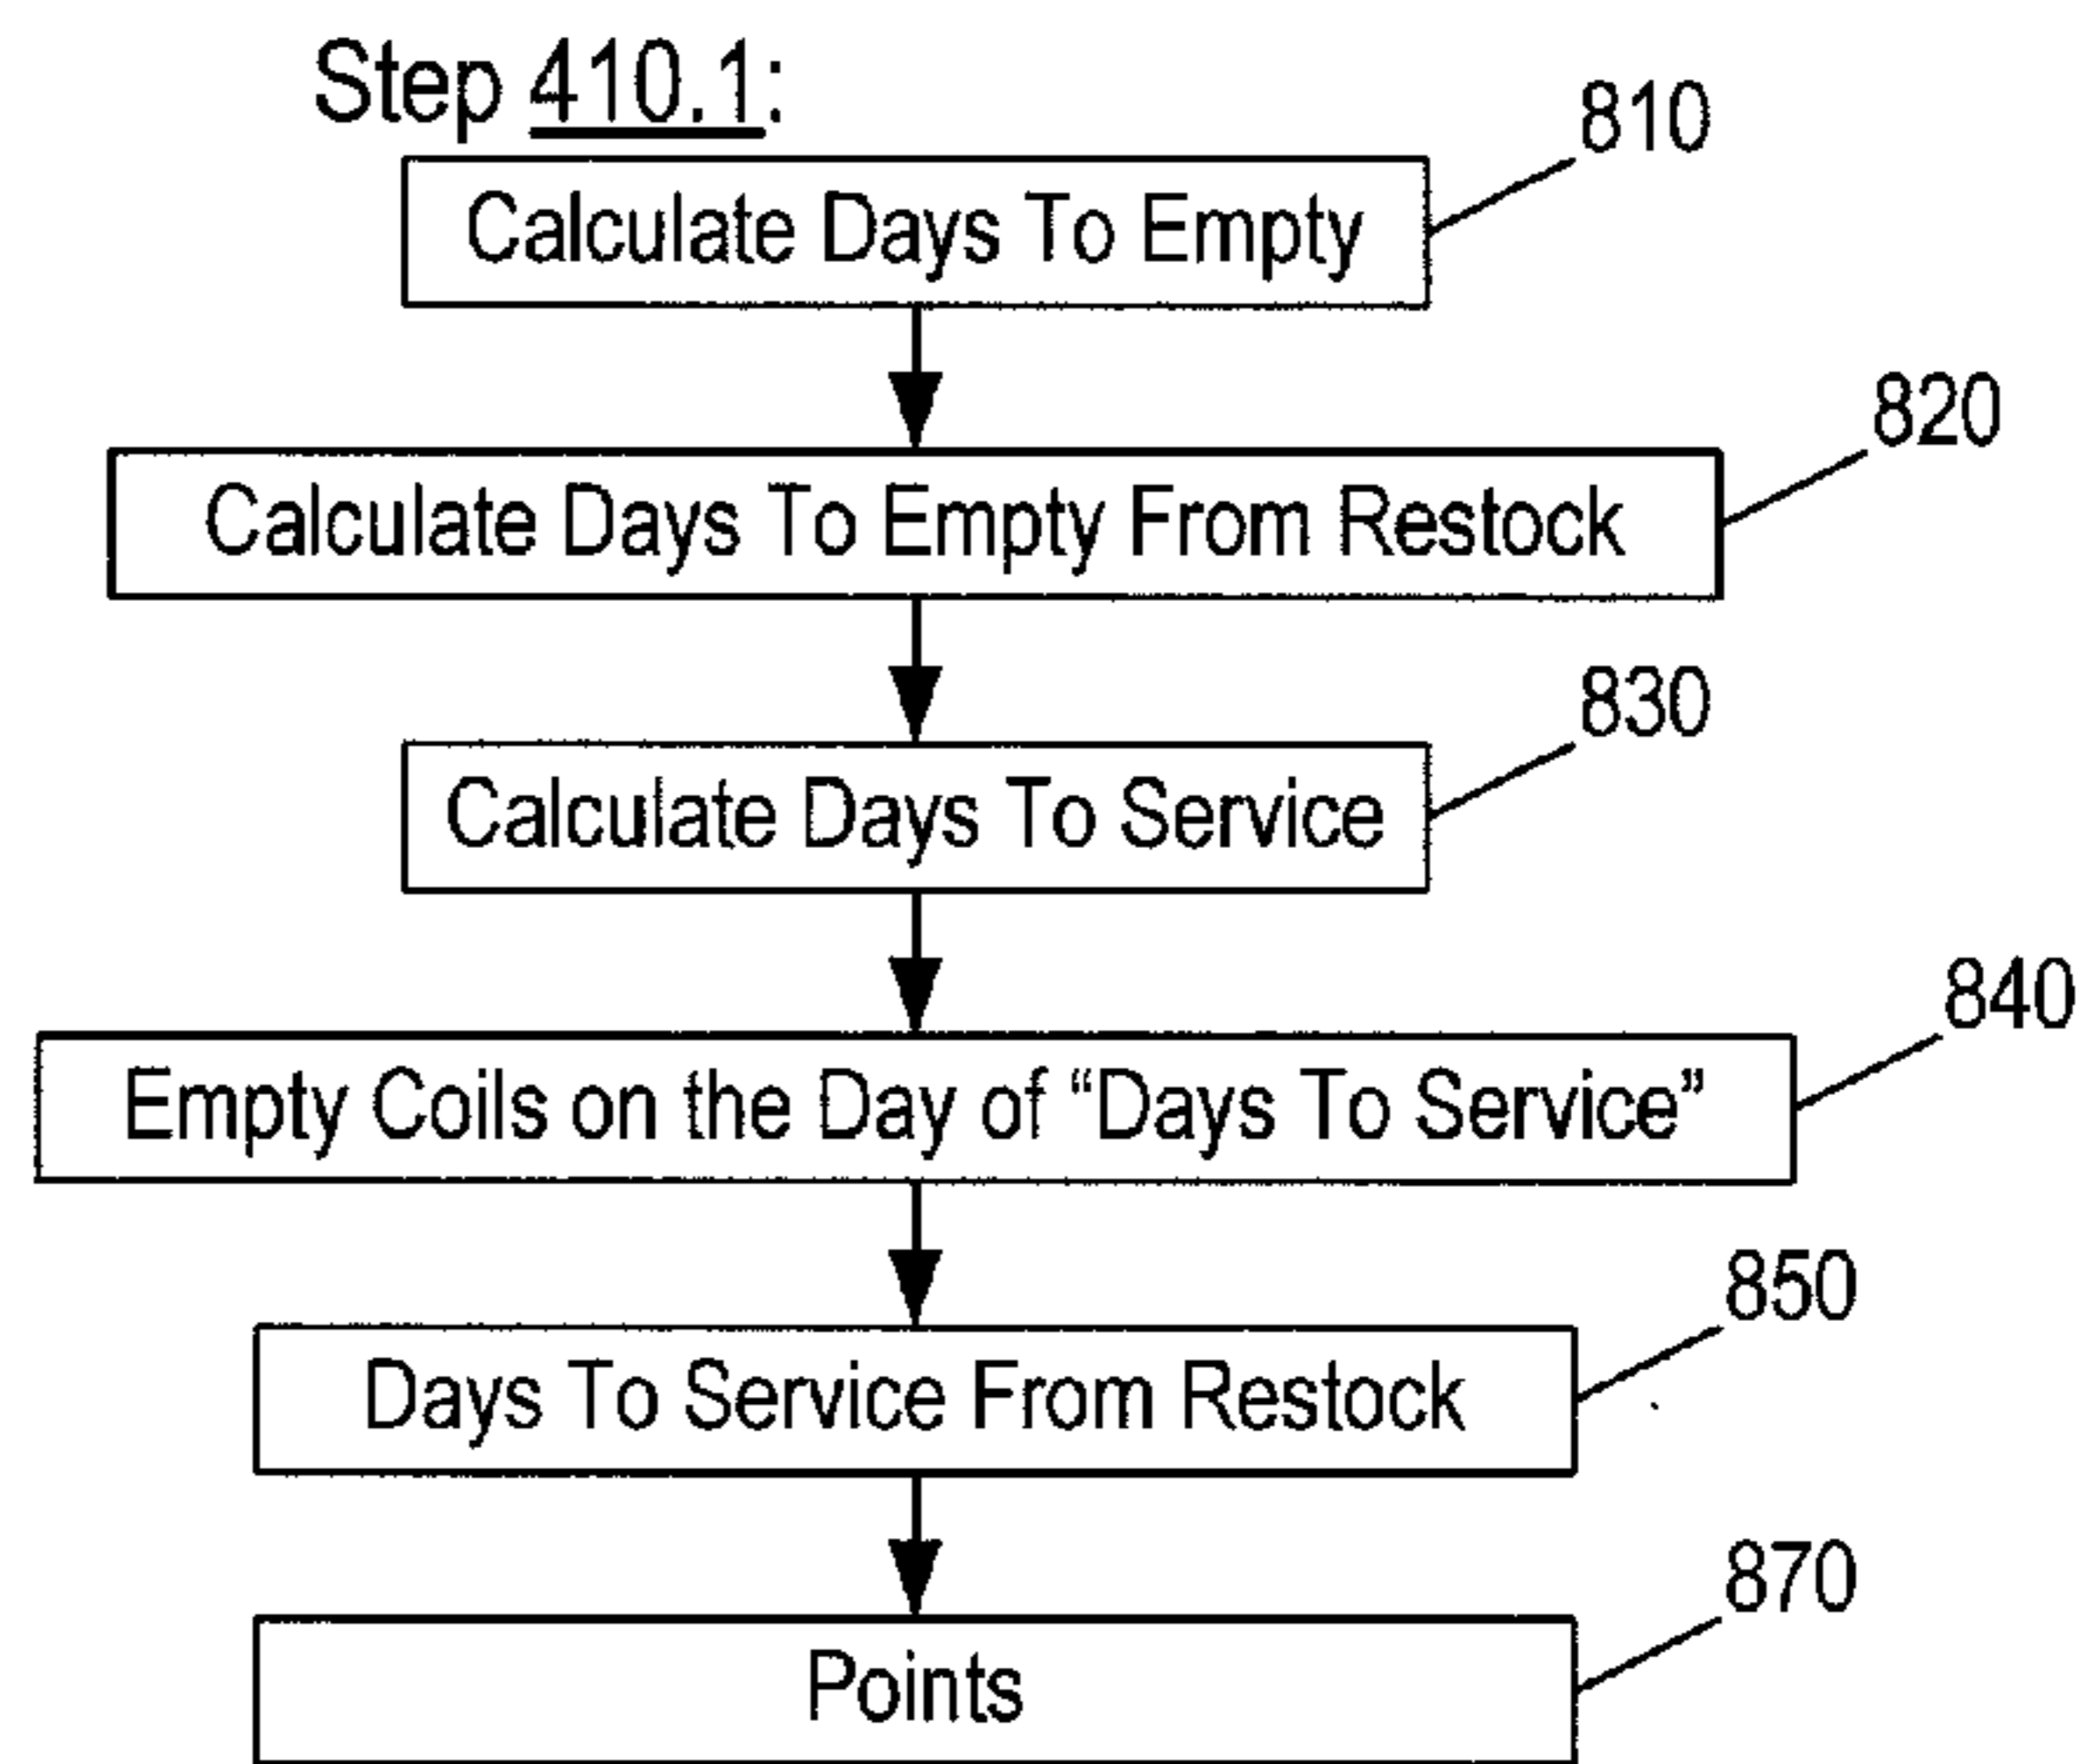 Step 410.1:
810
Calculate Days To Empty
820
Calculate Days To Empty From Restock
830
Calculate Days To Service
840
Empty Coils on the Day of “Days To Service”
850
Days To Service From Restock
870
Points